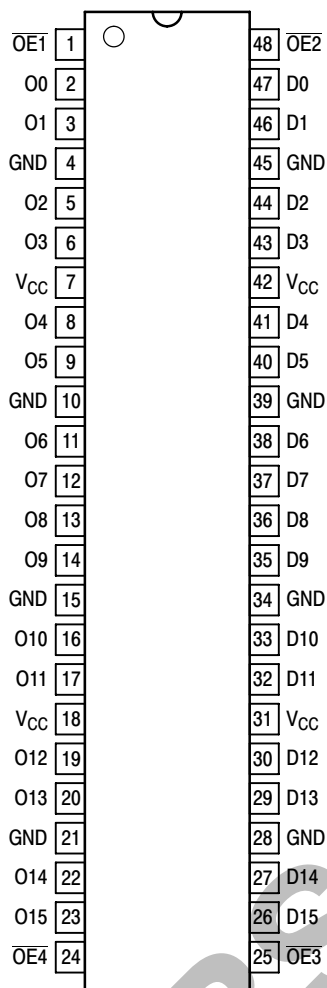 O̅E̅1̅ 1 48 O̅E̅2̅
O0 2 47 D0
O1 3 46 D1
GND 4 45 GND
O2 5 44 D2
O3 6 43 D3
VCC 7 42 VCC
O4 8 41 D4
O5 9 40 D5
GND 10 39 GND
O6 11 38 D6
O7 12 37 D7
O8 13 36 D8
O9 14 35 D9
GND 15 34 GND
O10 16 33 D10
O11 17 32 D11
VCC 18 31 VCC
O12 19 30 D12
O13 20 29 D13
GND 21 28 GND
O14 22 27 D14
O15 23 26 D15
O̅E̅4̅ 24 25 O̅E̅3̅